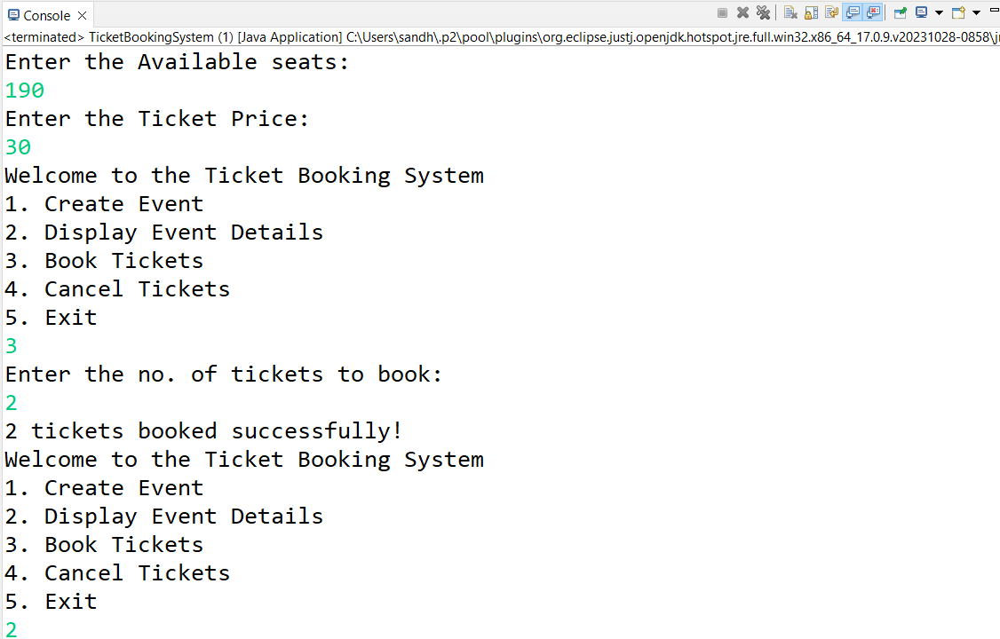 Console
<terminated> TicketBookingSystem (1) [Java Application] C:\Users\sandh\.p2\pool\plugins\org.eclipse.justj.openjdk.hotspot.jre.full.win32.x86_64_17.0.9.v20231028-0858\j
Enter the Available seats:
190
Enter the Ticket Price:
30
Welcome to the Ticket Booking System
1. Create Event
2. Display Event Details
3. Book Tickets
4. Cancel Tickets
5. Exit
3
Enter the no. of tickets to book:
2
2 tickets booked successfully!
Welcome to the Ticket Booking System
1. Create Event
2. Display Event Details
3. Book Tickets
4. Cancel Tickets
5. Exit
2